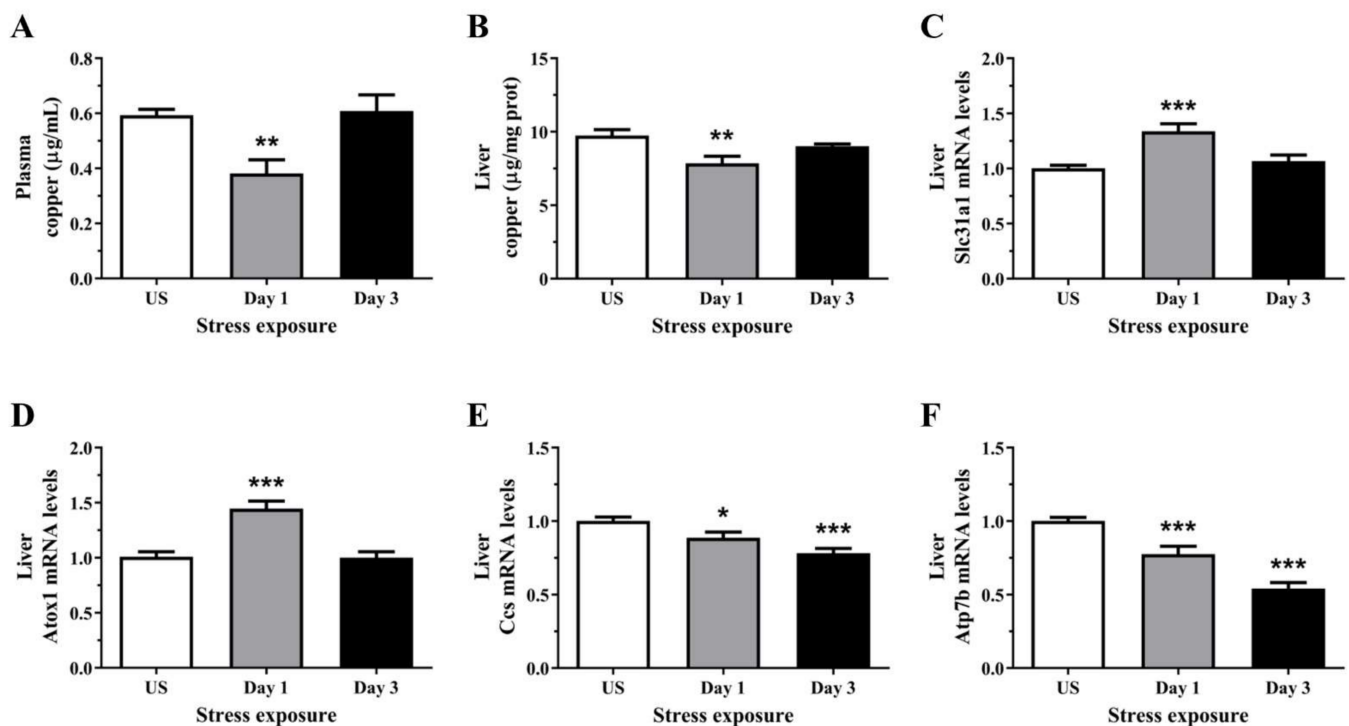 A
Plasma
copper (μg/mL)
0.8
0.6
0.4
0.2
0.0
**
US
Day 1
Day 3
Stress exposure
B
Liver
copper (μg/mg prot)
15
10
5
0
**
US
Day 1
Day 3
Stress exposure
C
Liver
Slc31a1 mRNA levels
2.0
1.5
1.0
0.5
0.0
***
US
Day 1
Day 3
Stress exposure
D
Liver
Atox1 mRNA levels
2.0
1.5
1.0
0.5
0.0
***
US
Day 1
Day 3
Stress exposure
E
Liver
Ccs mRNA levels
1.5
1.0
0.5
0.0
*
***
US
Day 1
Day 3
Stress exposure
F
Liver
Atp7b mRNA levels
1.5
1.0
0.5
0.0
***
***
US
Day 1
Day 3
Stress exposure